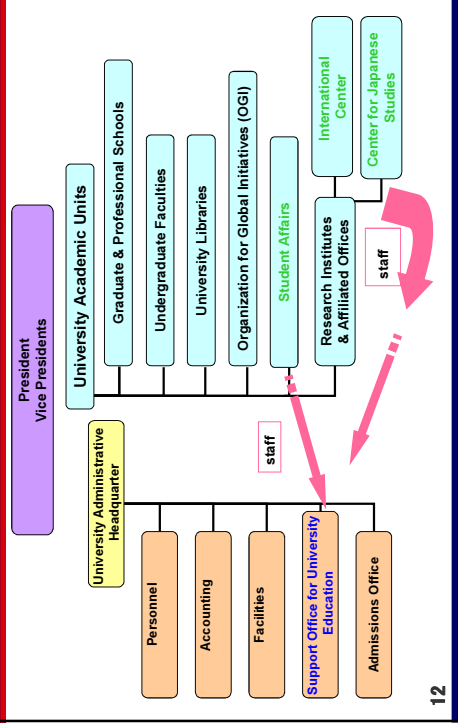 President
Vice Presidents
University Administrative
Headquarter
Personnel
Accounting
Facilities
Support Office for University
Education
Admissions Office
staff
University Academic Units
Graduate & Professional Schools
Undergraduate Faculties
University Libraries
Organization for Global Initiatives (OGI)
Student Affairs
Research Institutes
& Affiliated Offices
International
Center
Center for Japanese
Studies
staff
12